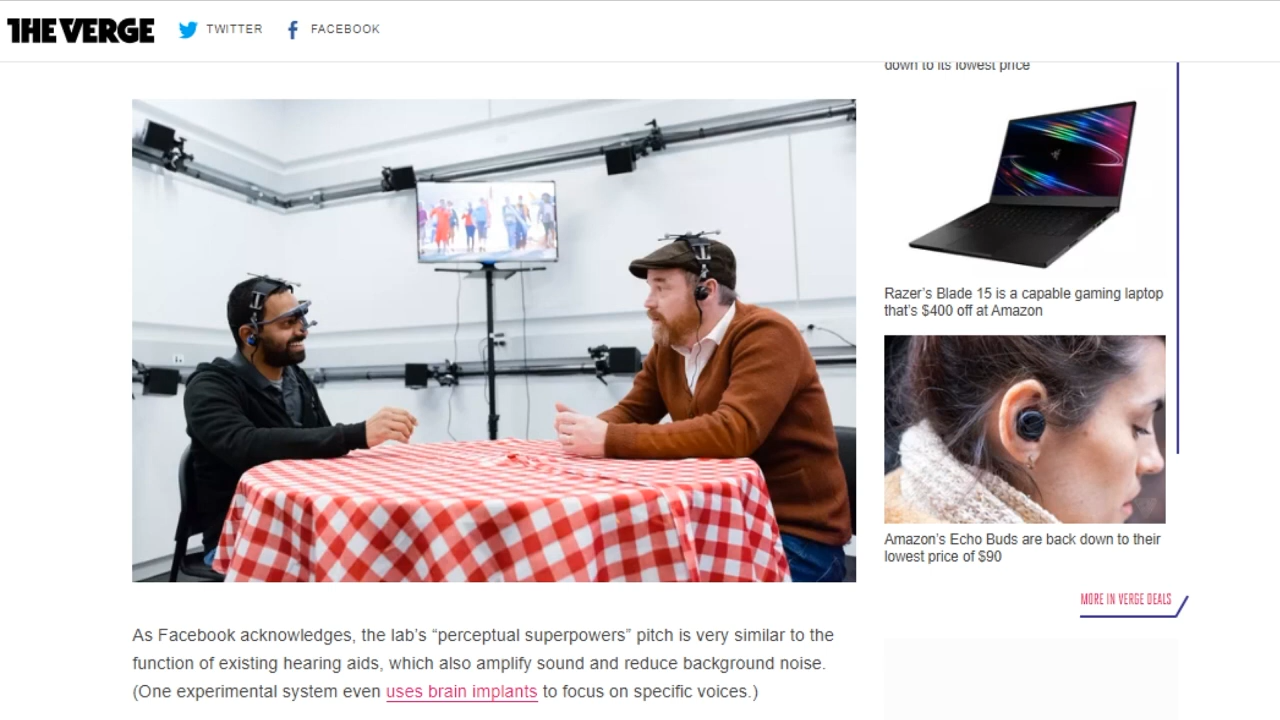 THE VERGE TWITTER FACEBOOK
down to its lowest price
Razer's Blade 15 is a capable gaming laptop
that's $400 off at Amazon
Amazon's Echo Buds are back down to their
lowest price of $90
MORE IN VERGE DEALS
As Facebook acknowledges, the lab's “perceptual superpowers” pitch is very similar to the
function of existing hearing aids, which also amplify sound and reduce background noise.
(One experimental system even uses brain implants to focus on specific voices.)